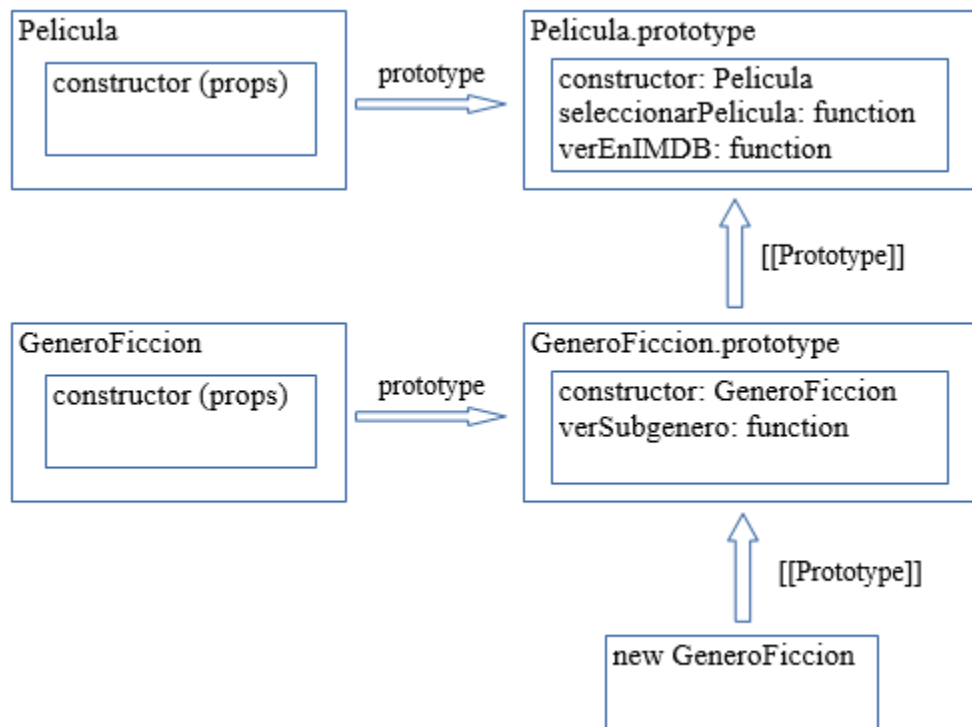 Pelicula
constructor (props)
prototype
Pelicula.prototype
constructor: Pelicula
seleccionarPelicula: function
verEnIMDB: function
[[Prototype]]
GeneroFiccion
constructor (props)
prototype
GeneroFiccion.prototype
constructor: GeneroFiccion
verSubgenero: function
[[Prototype]]
new GeneroFiccion